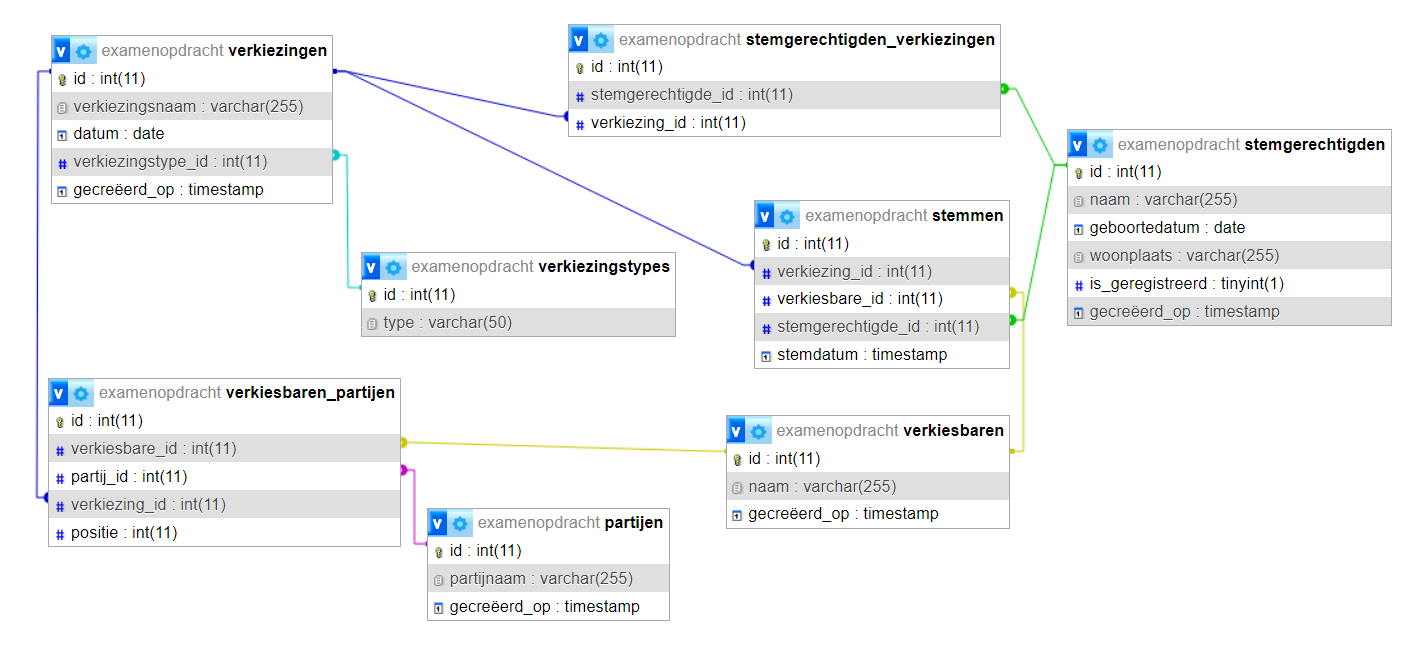 v examenopdracht verkiezingen
id : int(11)
verkiezingsnaam : varchar(255)
datum : date
# verkiezingstype_id : int(11)
gecreëerd_op : timestamp
v examenopdracht stemgerechtigden_verkiezingen
id : int(11)
# stemgerechtigde_id : int(11)
# verkiezing_id : int(11)
v examenopdracht stemgerechtigden
id : int(11)
naam : varchar(255)
geboortedatum : date
woonplaats : varchar(255)
# is_geregistreerd : tinyint(1)
gecreëerd_op : timestamp
v examenopdracht stemmen
id : int(11)
# verkiezing_id : int(11)
# verkiesbare_id : int(11)
# stemgerechtigde_id : int(11)
stemdatum : timestamp
v examenopdracht verkiezingstypes
id : int(11)
type : varchar(50)
v examenopdracht verkiesbaren_partijen
id : int(11)
# verkiesbare_id : int(11)
# partij_id : int(11)
# verkiezing_id : int(11)
# positie : int(11)
v examenopdracht verkiesbaren
id : int(11)
naam : varchar(255)
gecreëerd_op : timestamp
v examenopdracht partijen
id : int(11)
partijnaam : varchar(255)
gecreëerd_op : timestamp